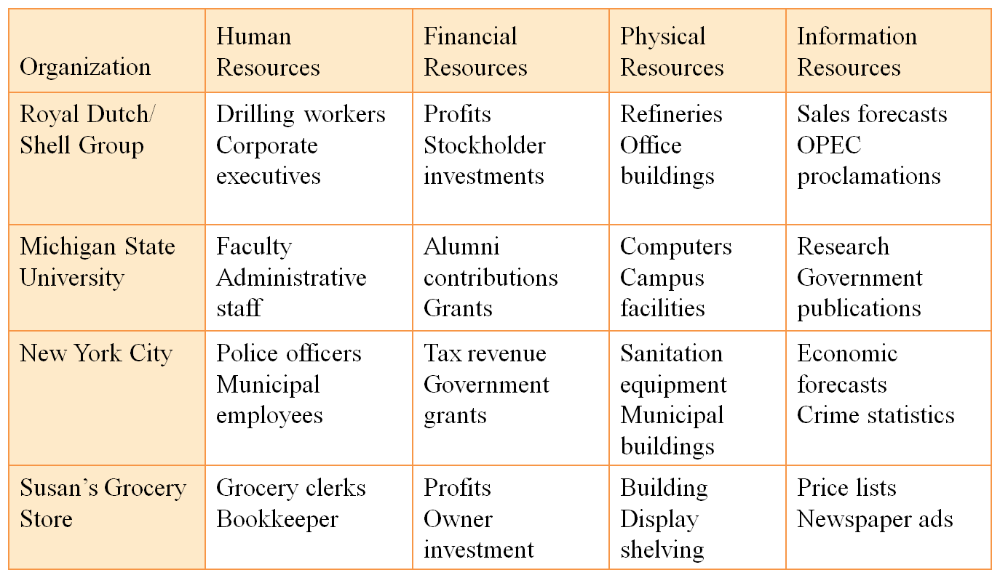 Organization
Human
Resources
Financial
Resources
Physical
Resources
Information
Resources
Royal Dutch/
Shell Group
Drilling workers
Corporate
executives
Profits
Stockholder
investments
Refineries
Office
buildings
Sales forecasts
OPEC
proclamations
Michigan State
University
Faculty
Administrative
staff
Alumni
contributions
Grants
Computers
Campus
facilities
Research
Government
publications
New York City
Police officers
Municipal
employees
Tax revenue
Government
grants
Sanitation
equipment
Municipal
buildings
Economic
forecasts
Crime statistics
Susan’s Grocery
Store
Grocery clerks
Bookkeeper
Profits
Owner
investment
Building
Display
shelving
Price lists
Newspaper ads